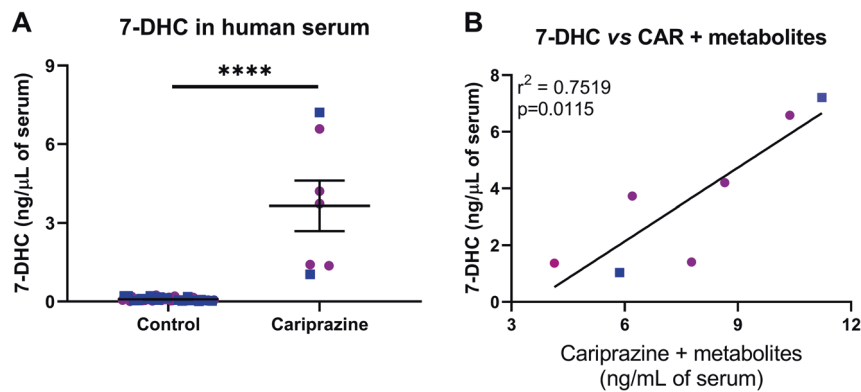 A
7-DHC in human serum
****
7-DHC (ng/μL of serum)
9
6
3
0
Control
Cariprazine
B
7-DHC vs CAR + metabolites
r² = 0.7519
p=0.0115
7-DHC (ng/μL of serum)
8
6
4
2
0
3
6
9
12
Cariprazine + metabolites
(ng/mL of serum)